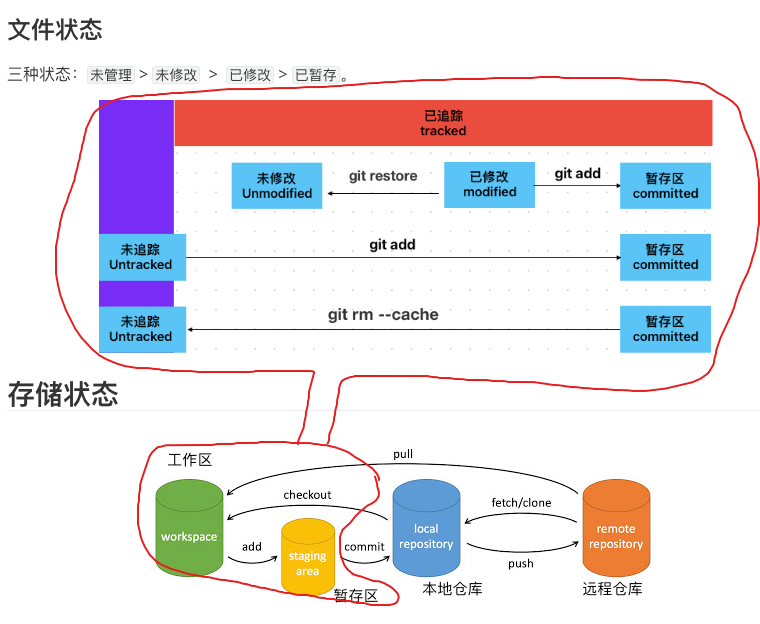 文件状态
三种状态：未管理 > 未修改 > 已修改 > 已暂存。
已追踪
tracked
未修改
Unmodified
git restore
已修改
modified
git add
暂存区
committed
未追踪
Untracked
git add
暂存区
committed
未追踪
Untracked
git rm --cache
暂存区
committed
存储状态
工作区
pull
checkout
fetch/clone
workspace
add
staging
area
commit
local
repository
push
remote
repository
暂存区
本地仓库
远程仓库